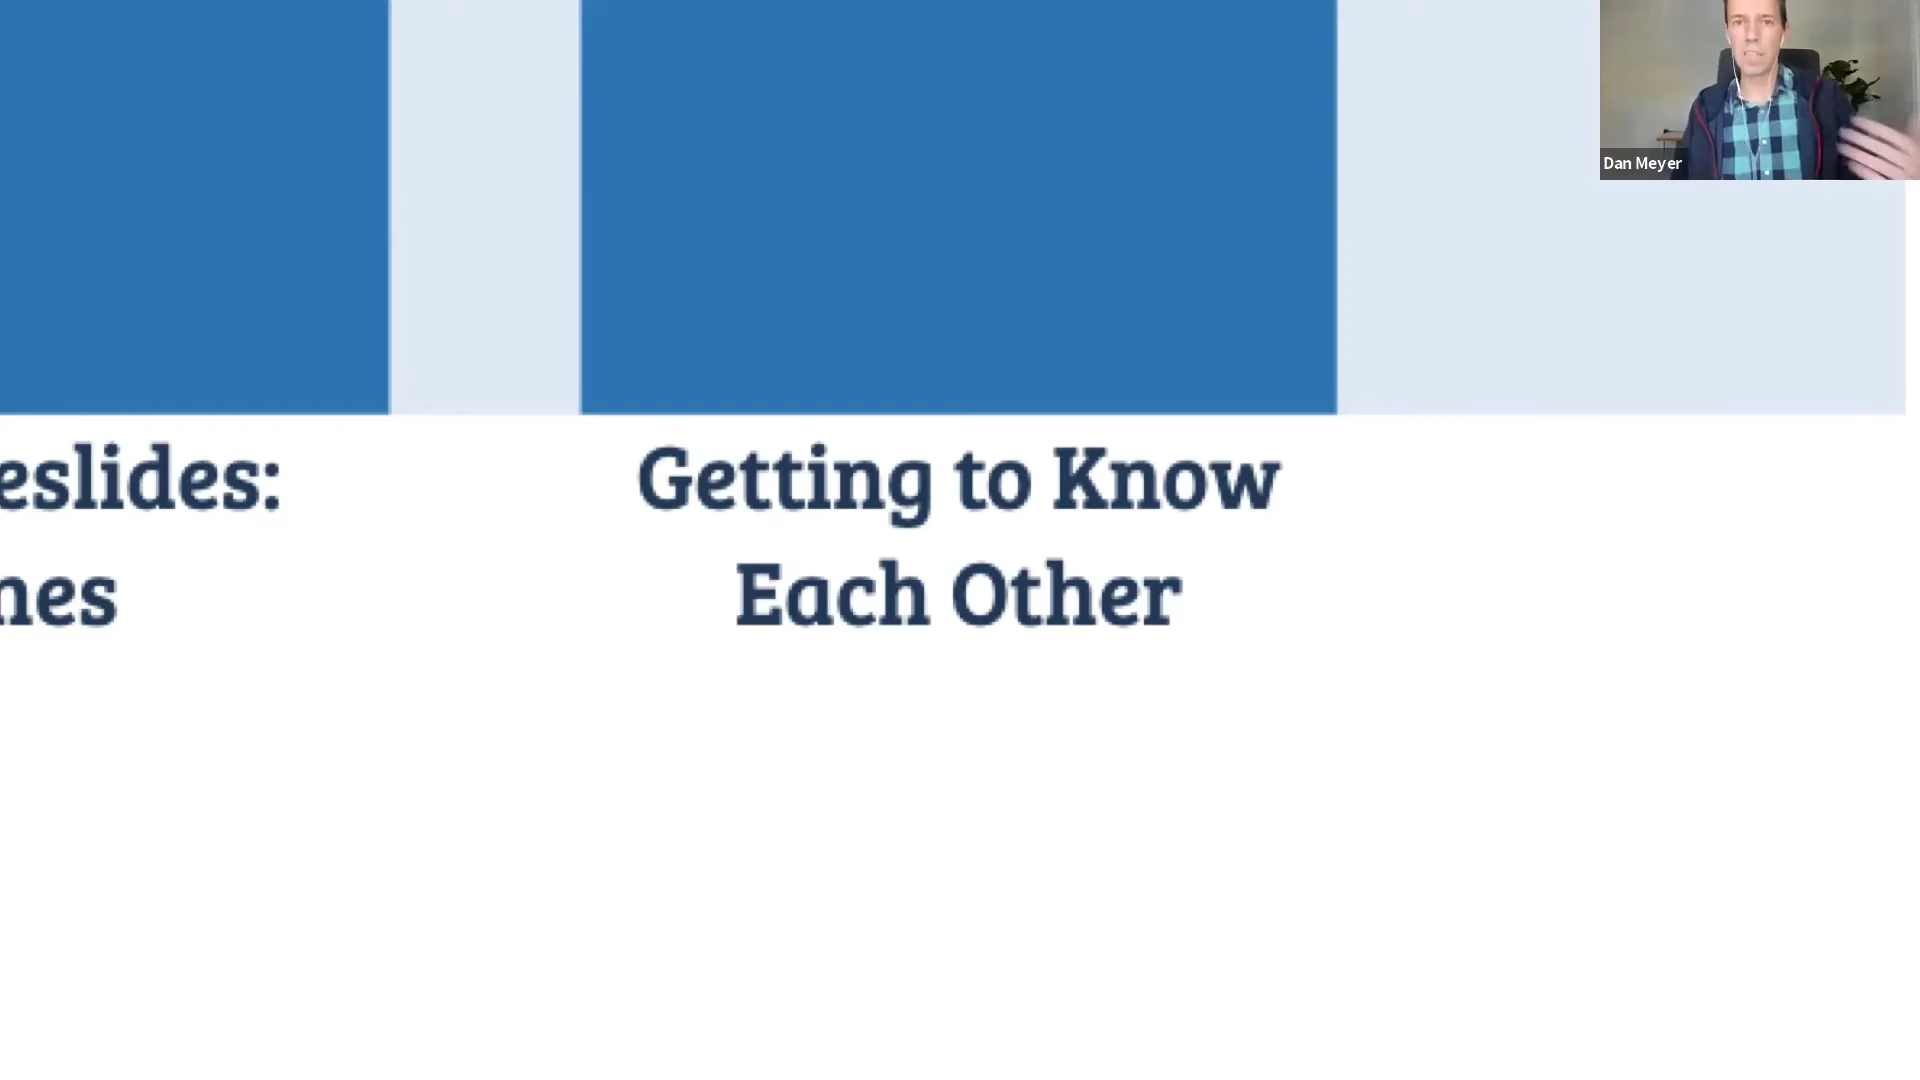 eslides:
nes
Getting to Know
Each Other
Dan Meyer